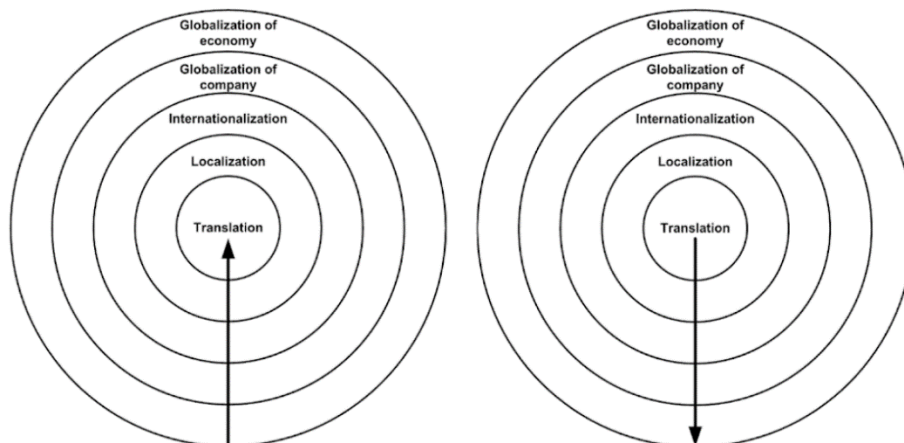 Globalization of
economy
Globalization of
company
Internationalization
Localization
Translation
Globalization of
economy
Globalization of
company
Internationalization
Localization
Translation